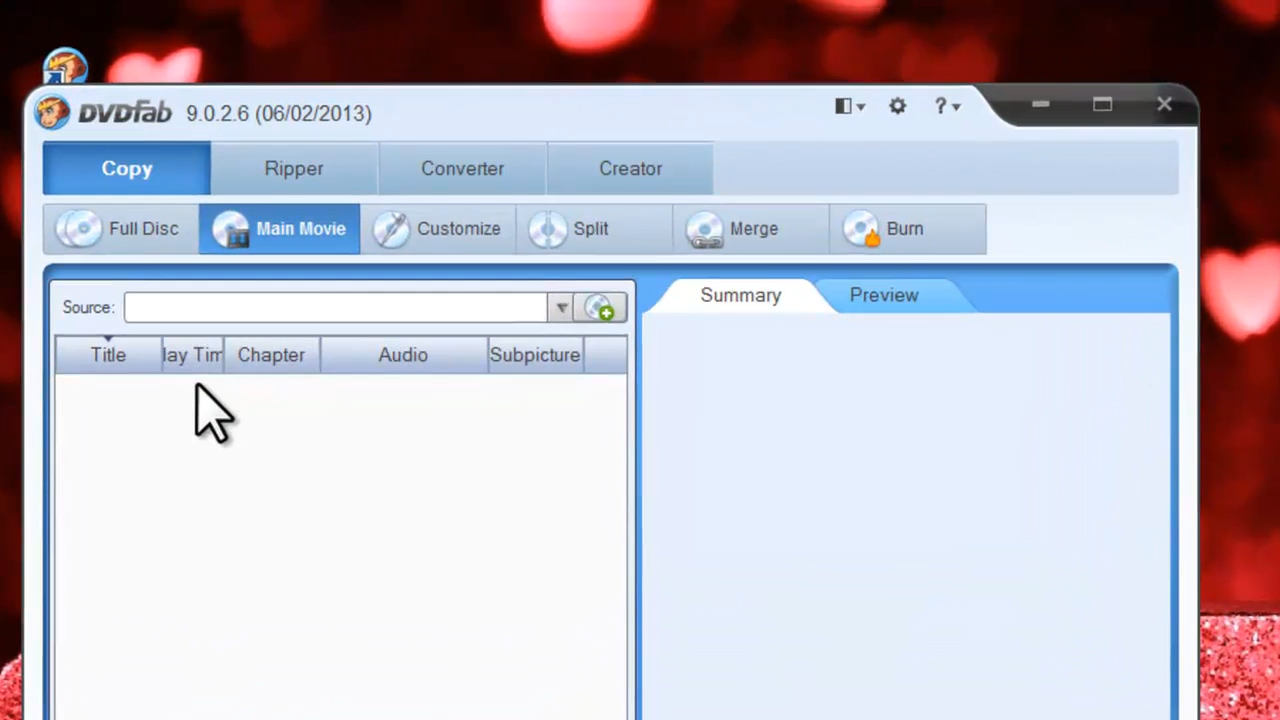 DVDFab 9.0.2.6 (06/02/2013) ?
Copy Ripper Converter Creator
Full Disc Main Movie Customize Split Merge Burn
Source: Summary Preview
Title lay Tim Chapter Audio Subpicture